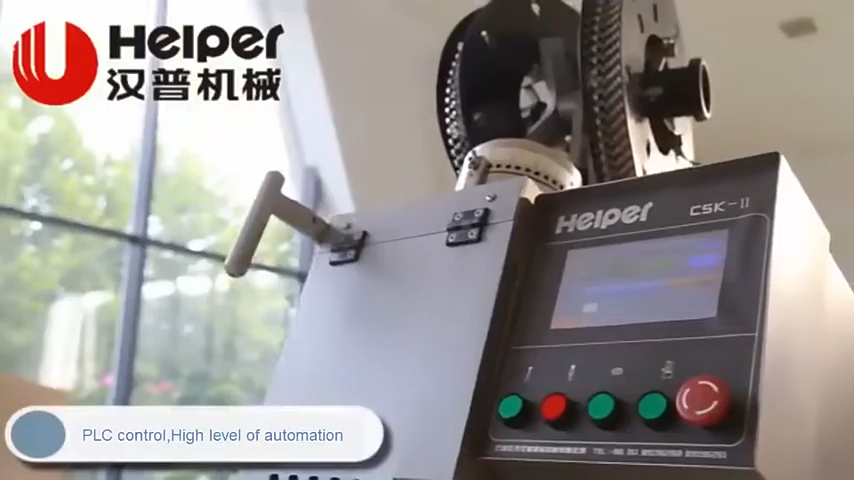 Helper
汉普机械
Helper
CSK-II
PLC control,High level of automation